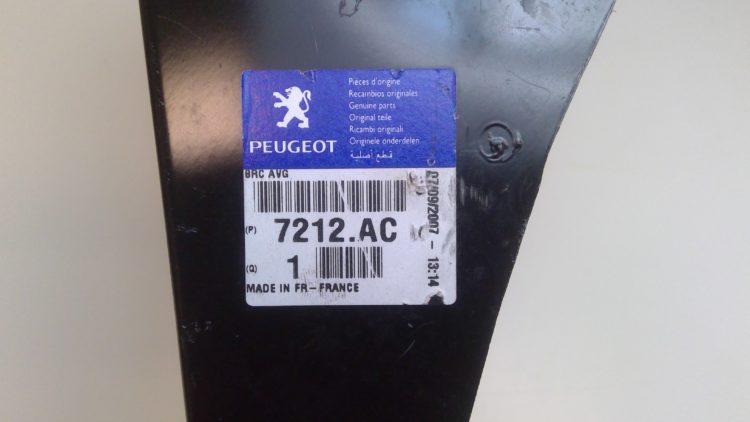 PEUGEOT
Pièces d'origine
Recambios originales
Genuine parts
Original teile
Ricambi originali
Originele onderdelen
قطع أصلية
BRC AVG
(P) 7212.AC
(Q) 1
MADE IN FR-FRANCE
07/09/2007 - 13:14